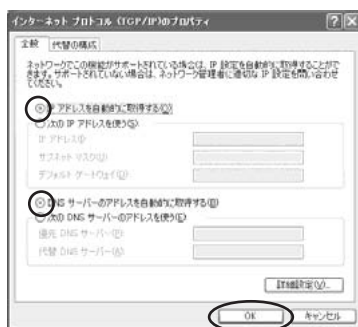 インターネット プロトコル (TCP/IP)のプロパティ
全般 代替の構成
ネットワークでこの機能がサポートされている場合は、IP 設定を自動的に取得することがで
きます。サポートされていない場合は、ネットワーク管理者に適切な IP 設定を問い合わせ
てください。
IP アドレスを自動的に取得する(O)
次の IP アドレスを使う(S)
IP アドレス(I)
サブネット マスク(U)
デフォルト ゲートウェイ(D)
DNS サーバーのアドレスを自動的に取得する(B)
次の DNS サーバーのアドレスを使う(E)
優先 DNS サーバー(P)
代替 DNS サーバー(A)
詳細設定(V)...
OK キャンセル